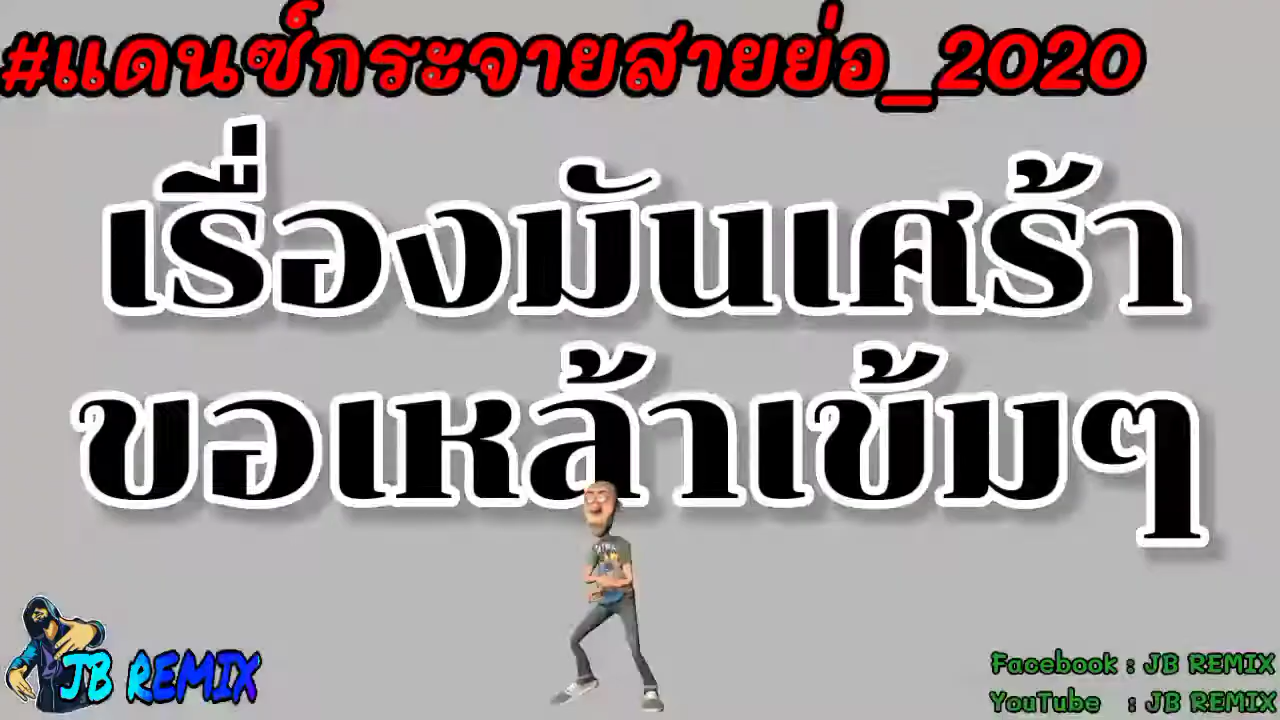 #แดนซ์กระจายสายย่อ_2020
เรื่องมันเศร้า
ขอเหล้าเข้มๆ
JB REMIX
Facebook : JB REMIX
YouTube : JB REMIX